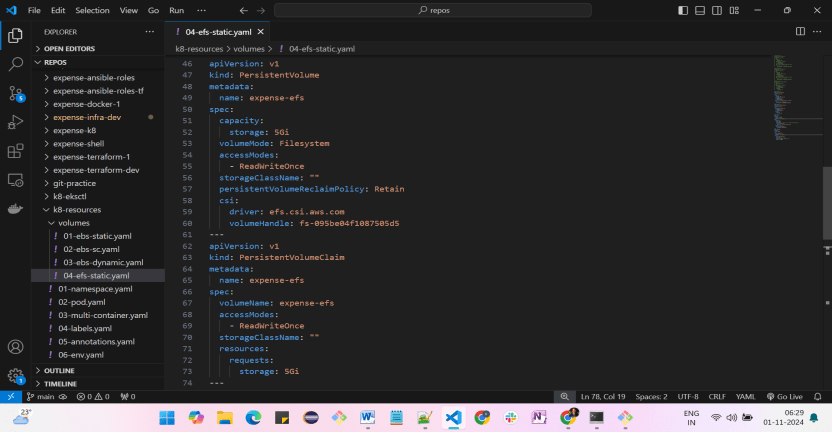 File Edit Selection View Go Run ··· repos
EXPLORER ···
OPEN EDITORS
REPOS
expense-ansible-roles
expense-ansible-roles-tf
expense-docker-1
expense-infra-dev
expense-k8
expense-shell
expense-terraform-1
expense-terraform-dev
git-practice
k8-eksctl
k8-resources
volumes
! 01-ebs-static.yaml
! 02-ebs-sc.yaml
! 03-ebs-dynamic.yaml
! 04-efs-static.yaml
! 01-namespace.yaml
! 02-pod.yaml
! 03-multi-container.yaml
! 04-labels.yaml
! 05-annotations.yaml
! 06-env.yaml
OUTLINE
TIMELINE
5
1
! 04-efs-static.yaml
k8-resources > volumes > ! 04-efs-static.yaml
46 apiVersion: v1
47 kind: PersistentVolume
48 metadata:
49 name: expense-efs
50 spec:
51 capacity:
52 storage: 5Gi
53 volumeMode: Filesystem
54 accessModes:
55 - ReadWriteOnce
56 storageClassName: ""
57 persistentVolumeReclaimPolicy: Retain
58 csi:
59 driver: efs.csi.aws.com
60 volumeHandle: fs-095be04f1087505d5
61 ---
62 apiVersion: v1
63 kind: PersistentVolumeClaim
64 metadata:
65 name: expense-efs
66 spec:
67 volumeName: expense-efs
68 accessModes:
69 - ReadWriteOnce
70 storageClassName: ""
71 resources:
72 requests:
73 storage: 5Gi
74 ---
main 0 0 0 Ln 78, Col 19 Spaces: 2 UTF-8 CRLF YAML Go Live
23°
ENG
IN
06:29
01-11-2024